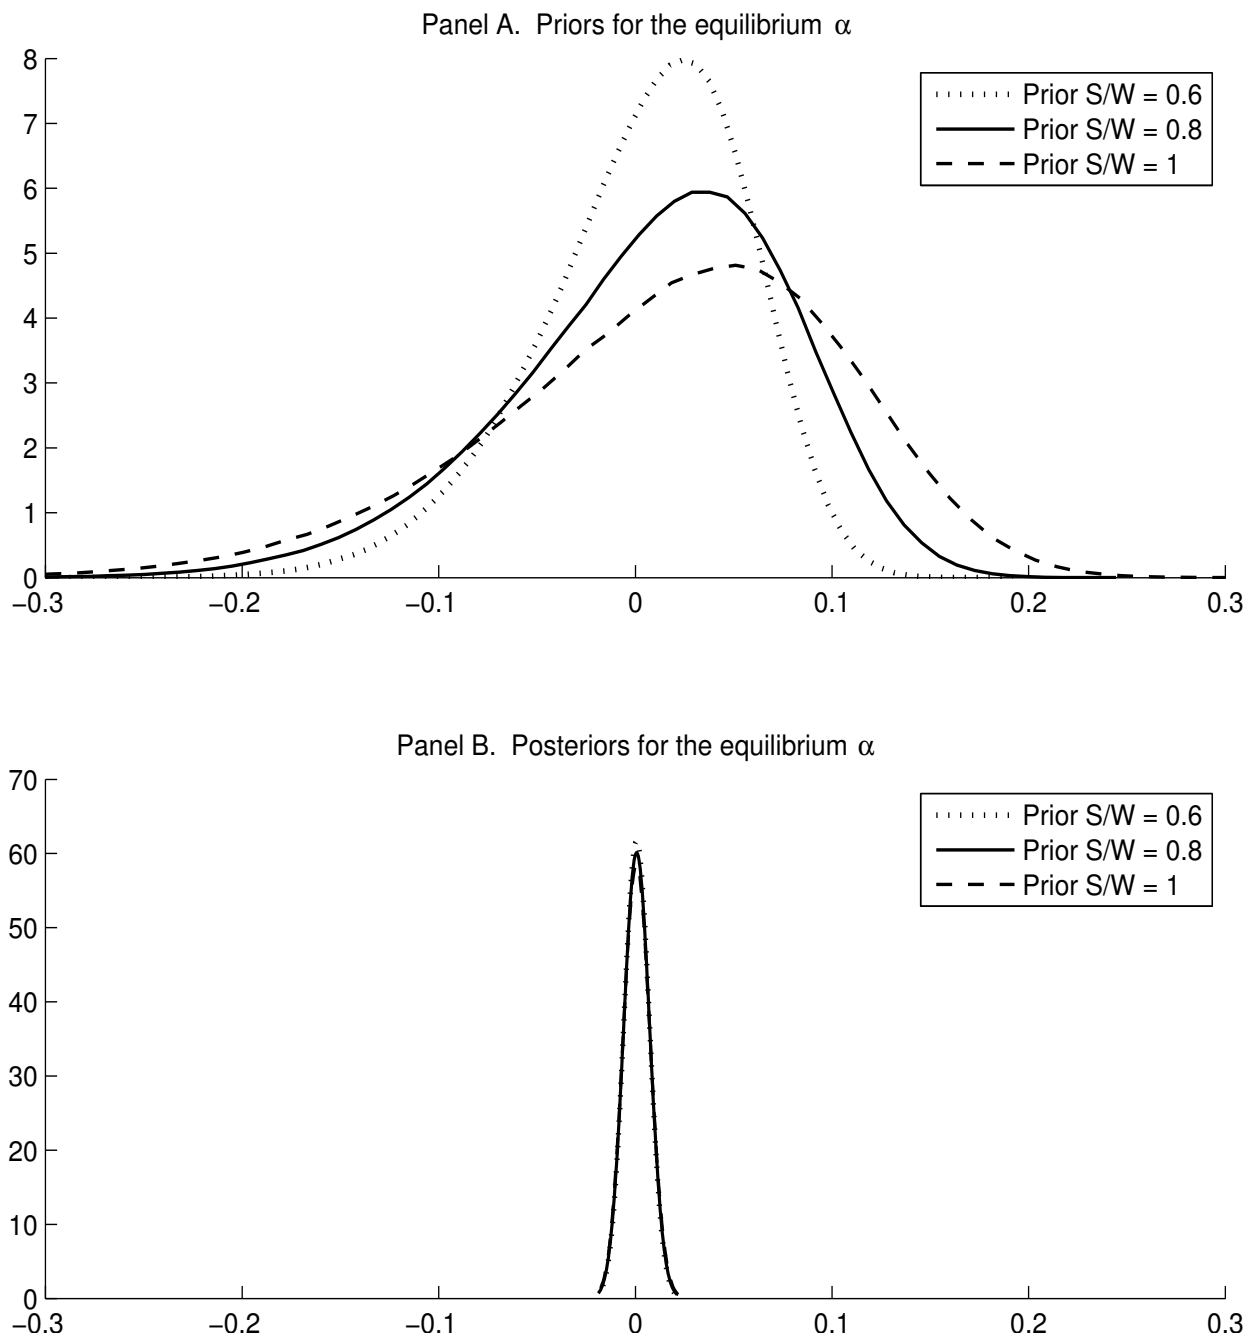 Panel A.  Priors for the equilibrium α
8
7
6
5
4
3
2
1
0
Prior S/W = 0.6
Prior S/W = 0.8
Prior S/W = 1
−0.3 −0.2 −0.1 0 0.1 0.2 0.3
Panel B.  Posteriors for the equilibrium α
70
60
50
40
30
20
10
0
Prior S/W = 0.6
Prior S/W = 0.8
Prior S/W = 1
−0.3 −0.2 −0.1 0 0.1 0.2 0.3